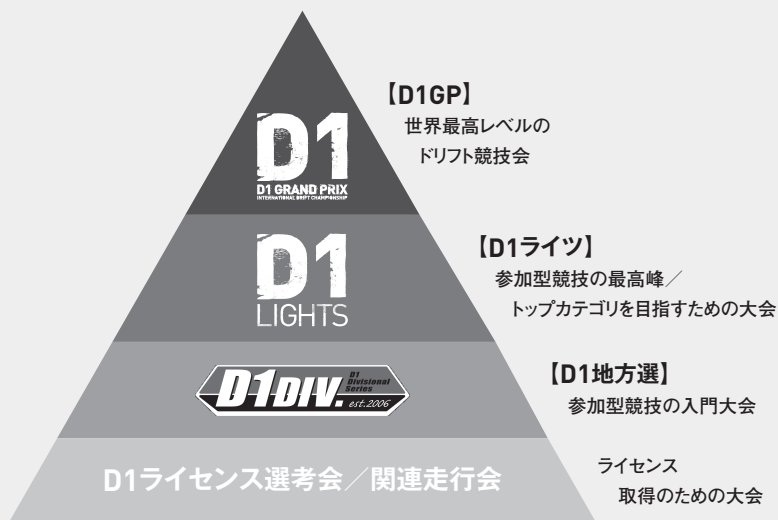 D1
D1 GRAND PRIX
INTERNATIONAL DRIFT CHAMPIONSHIP
【D1GP】
世界最高レベルの
ドリフト競技会
D1
LIGHTS
【D1ライツ】
参加型競技の最高峰／
トップカテゴリを目指すための大会
D1DIV.
D1
Divisional
Series
est.2006
【D1地方選】
参加型競技の入門大会
D1ライセンス選考会／関連走行会
ライセンス
取得のための大会